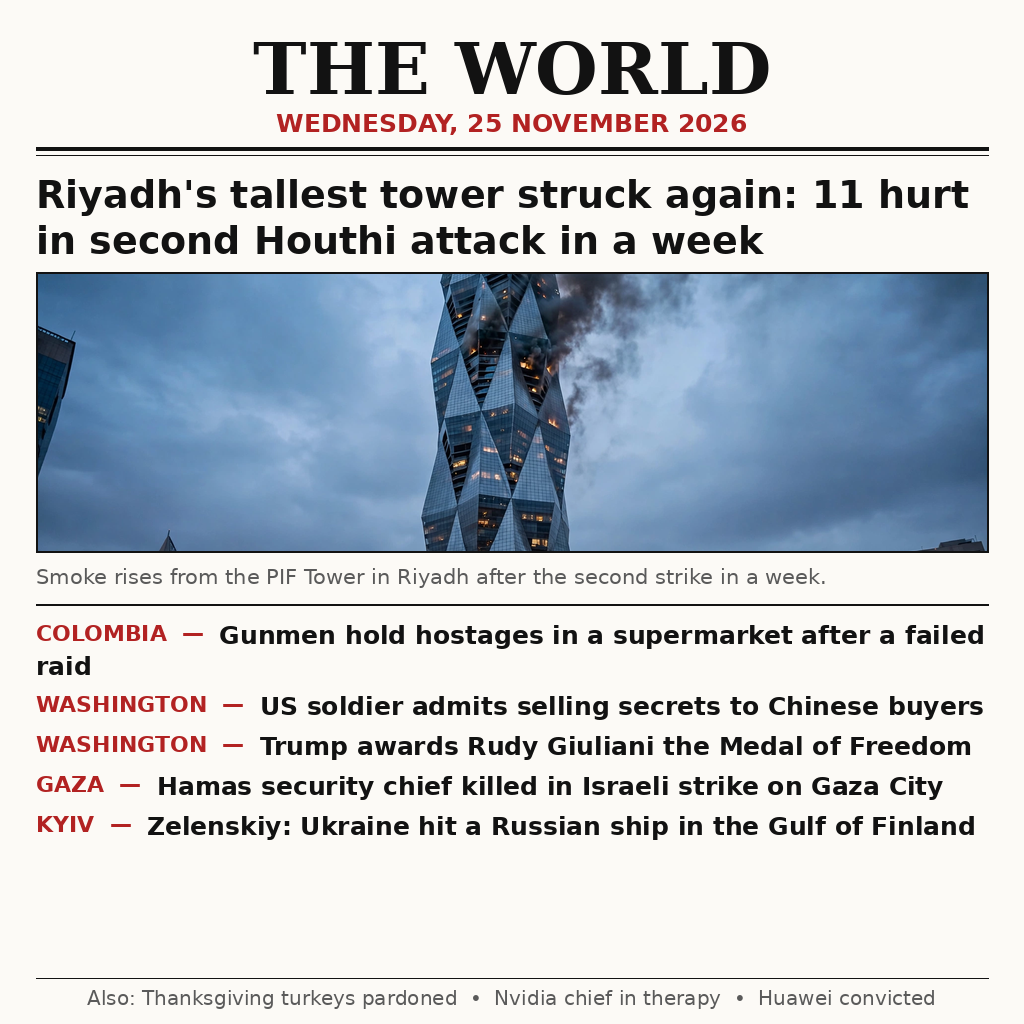 THE WORLD
WEDNESDAY, 25 NOVEMBER 2026
Riyadh's tallest tower struck again: 11 hurt
in second Houthi attack in a week
Smoke rises from the PIF Tower in Riyadh after the second strike in a week.
COLOMBIA — Gunmen hold hostages in a supermarket after a failed
raid
WASHINGTON — US soldier admits selling secrets to Chinese buyers
WASHINGTON — Trump awards Rudy Giuliani the Medal of Freedom
GAZA — Hamas security chief killed in Israeli strike on Gaza City
KYIV — Zelenskiy: Ukraine hit a Russian ship in the Gulf of Finland
Also: Thanksgiving turkeys pardoned • Nvidia chief in therapy • Huawei convicted